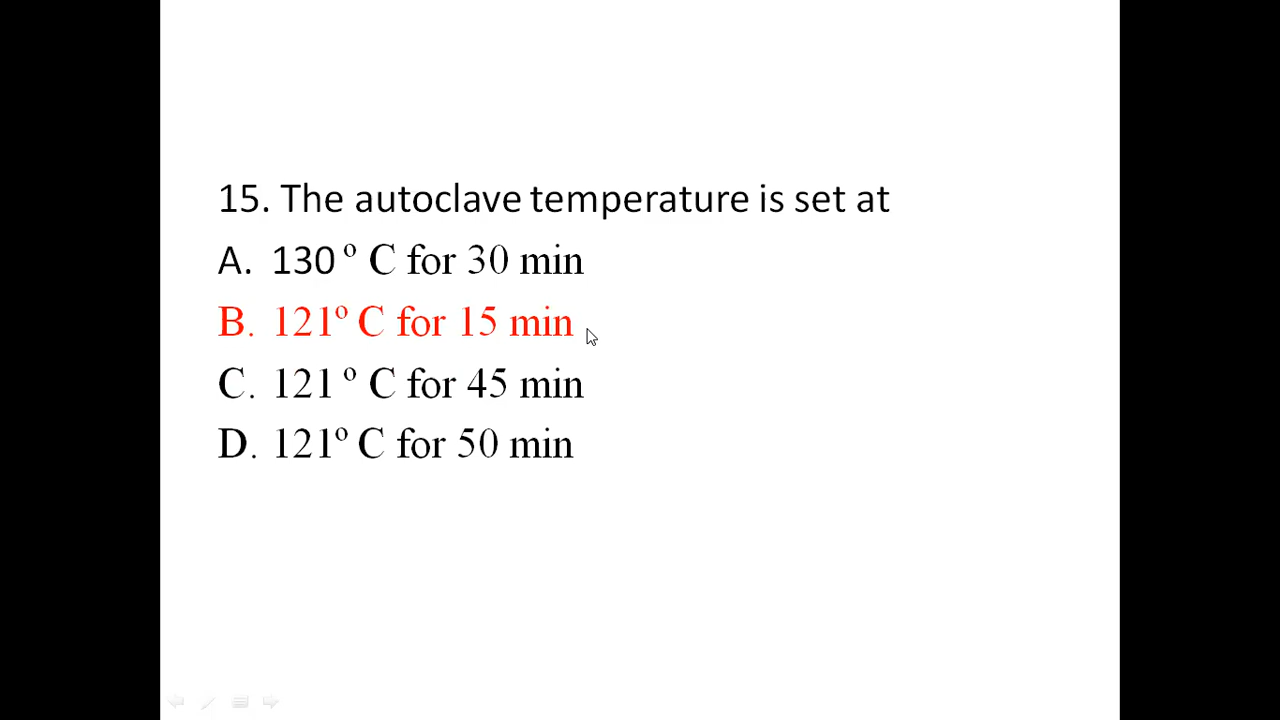 15. The autoclave temperature is set at
A. 130 º C for 30 min
B. 121º C for 15 min
C. 121 º C for 45 min
D. 121º C for 50 min